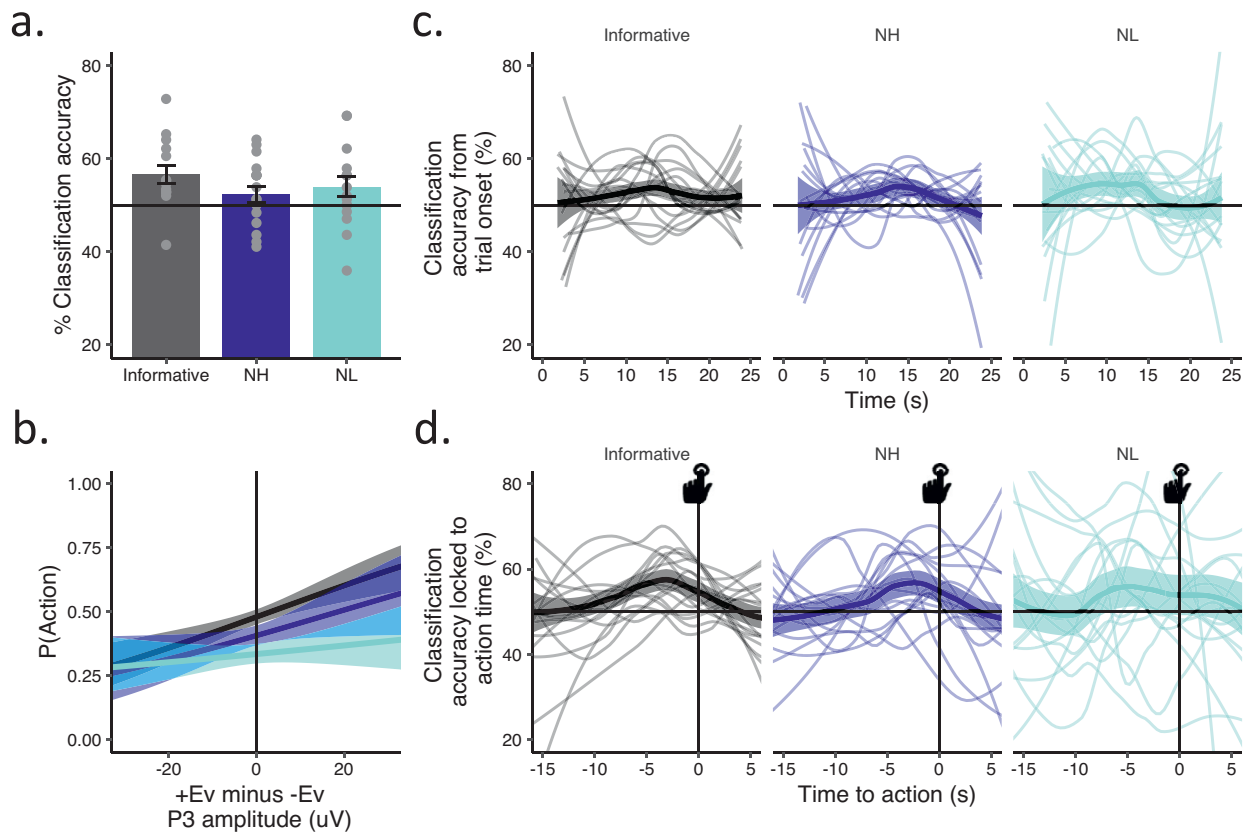 a.
% Classification accuracy
80
60
40
20
Informative
NH
NL
b.
P(Action)
1.00
0.75
0.50
0.25
0.00
-20
0
20
+Ev minus -Ev
P3 amplitude (uV)
c.
Informative
NH
NL
Classification
accuracy from
trial onset (%)
80
60
40
20
0 5 10 15 20 25
0 5 10 15 20 25
0 5 10 15 20 25
Time (s)
d.
Informative
NH
NL
Classification
accuracy locked to
action time (%)
80
60
40
20
-15 -10 -5 0 5
-15 -10 -5 0 5
-15 -10 -5 0 5
Time to action (s)